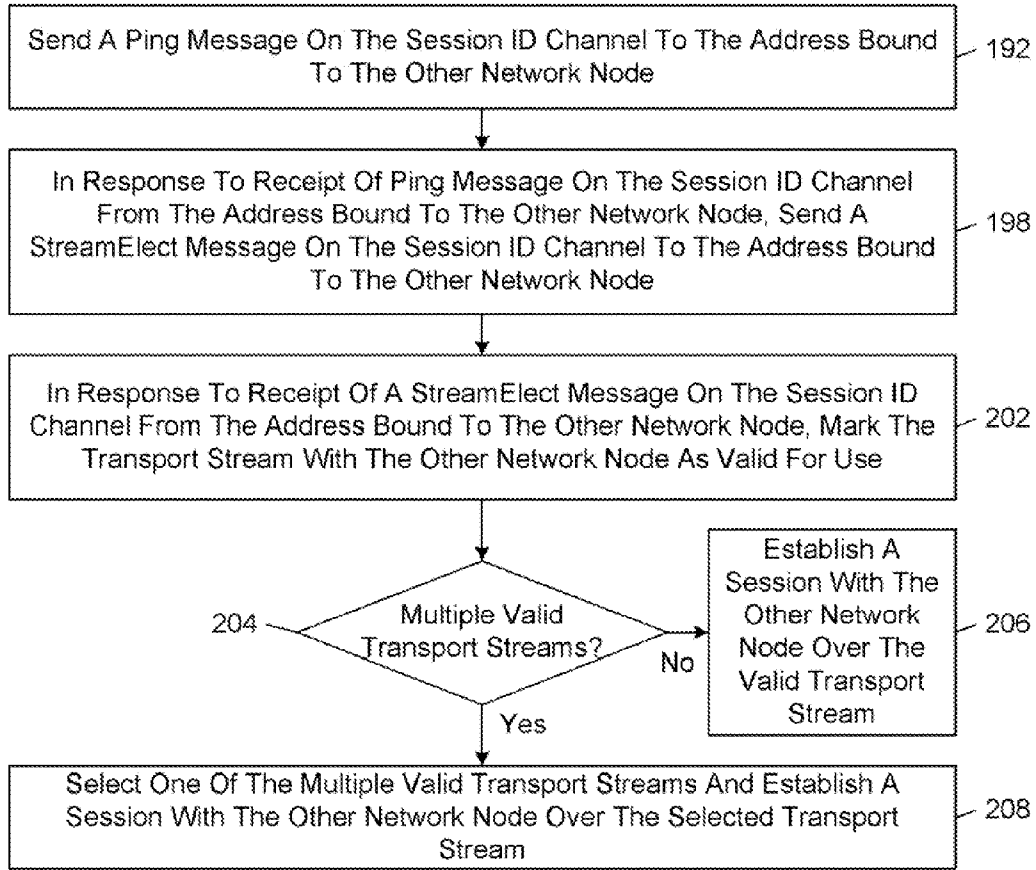 Send A Ping Message On The Session ID Channel To The Address Bound
To The Other Network Node
192
In Response To Receipt Of Ping Message On The Session ID Channel
From The Address Bound To The Other Network Node, Send A
StreamElect Message On The Session ID Channel To The Address Bound
To The Other Network Node
198
In Response To Receipt Of A StreamElect Message On The Session ID
Channel From The Address Bound To The Other Network Node, Mark The
Transport Stream With The Other Network Node As Valid For Use
202
204
Multiple Valid
Transport Streams?
No
Establish A
Session With The
Other Network
Node Over The
Valid Transport
Stream
206
Yes
Select One Of The Multiple Valid Transport Streams And Establish A
Session With The Other Network Node Over The Selected Transport
Stream
208